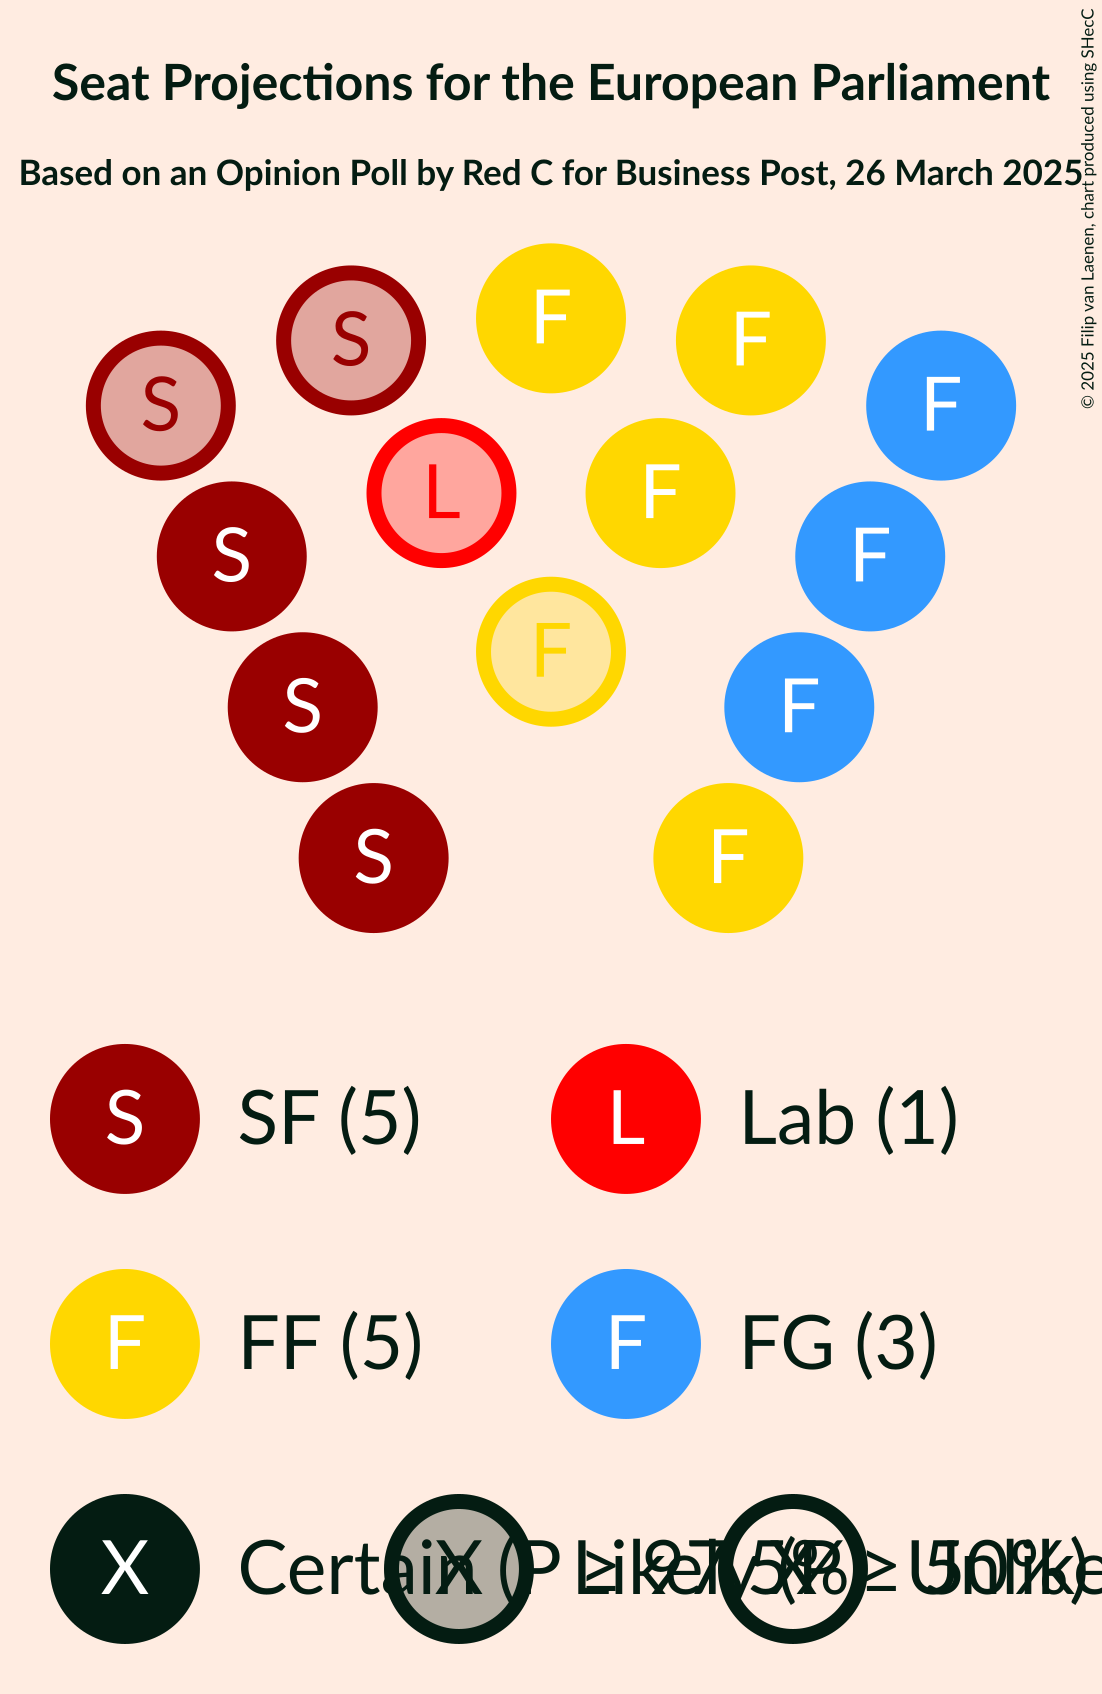 Seat Projections for the European Parliament
Based on an Opinion Poll by Red C for Business Post, 26 March 2025
© 2025 Filip van Laenen, chart produced using SHecC
F
S
F
S
F
L
F
S
F
F
S
F
S
F
S SF (5)
L Lab (1)
F FF (5)
F FG (3)
X Certain (P ≥ 97.5%)
X Likely (P ≥ 50%)
X